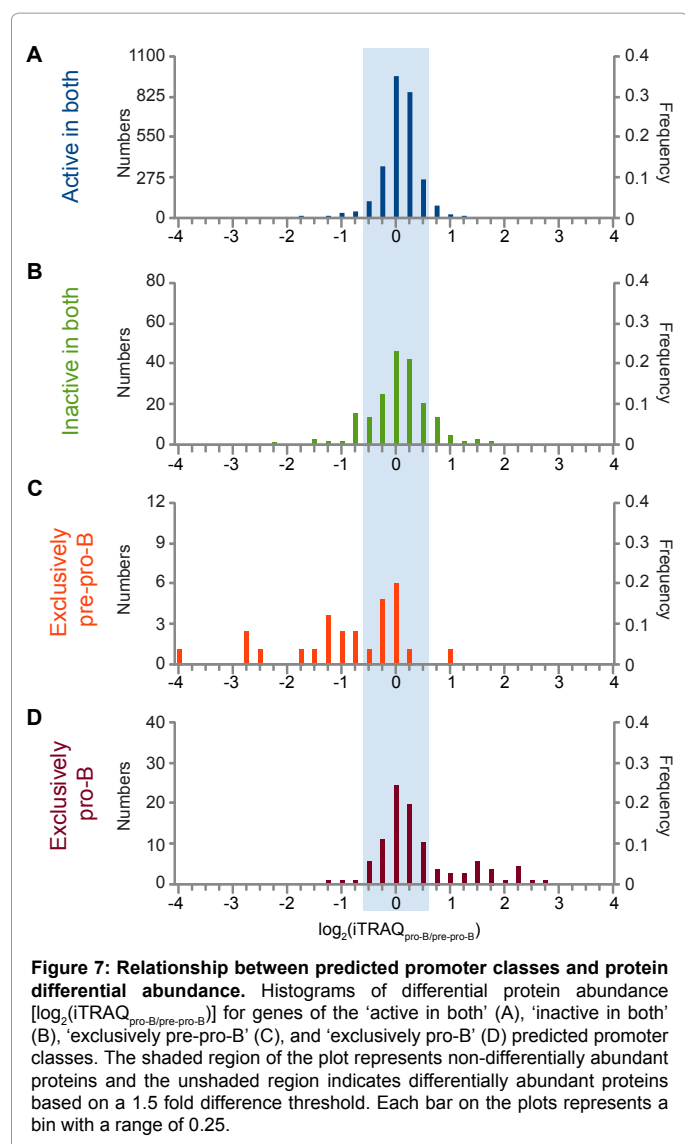 A
Active in both
Numbers
1100
825
550
275
0
0.4
0.3
0.2
0.1
0
Frequency
-4 -3 -2 -1 0 1 2 3 4
B
Inactive in both
Numbers
80
60
40
20
0
0.4
0.3
0.2
0.1
0
Frequency
-4 -3 -2 -1 0 1 2 3 4
C
Exclusively
pre-pro-B
Numbers
12
9
6
3
0
0.4
0.3
0.2
0.1
0
Frequency
-4 -3 -2 -1 0 1 2 3 4
D
Exclusively
pro-B
Numbers
40
30
20
10
0
0.4
0.3
0.2
0.1
0
Frequency
-4 -3 -2 -1 0 1 2 3 4
log2(iTRAQpro-B/pre-pro-B)
Figure 7: Relationship between predicted promoter classes and protein
differential abundance. Histograms of differential protein abundance
[log2(iTRAQpro-B/pre-pro-B)] for genes of the ‘active in both’ (A), ‘inactive in both’
(B), ‘exclusively pre-pro-B’ (C), and ‘exclusively pro-B’ (D) predicted promoter
classes. The shaded region of the plot represents non-differentially abundant
proteins and the unshaded region indicates differentially abundant proteins
based on a 1.5 fold difference threshold. Each bar on the plots represents a
bin with a range of 0.25.